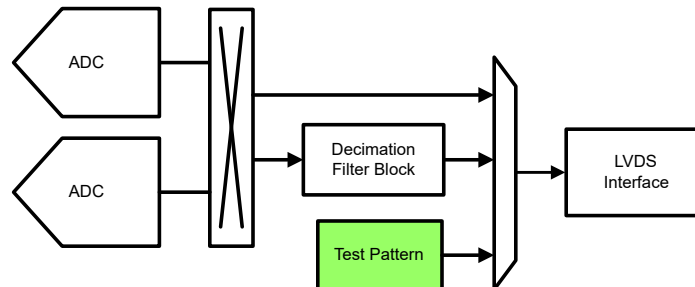 ADC
Decimation
Filter Block
LVDS
Interface
ADC
Test Pattern